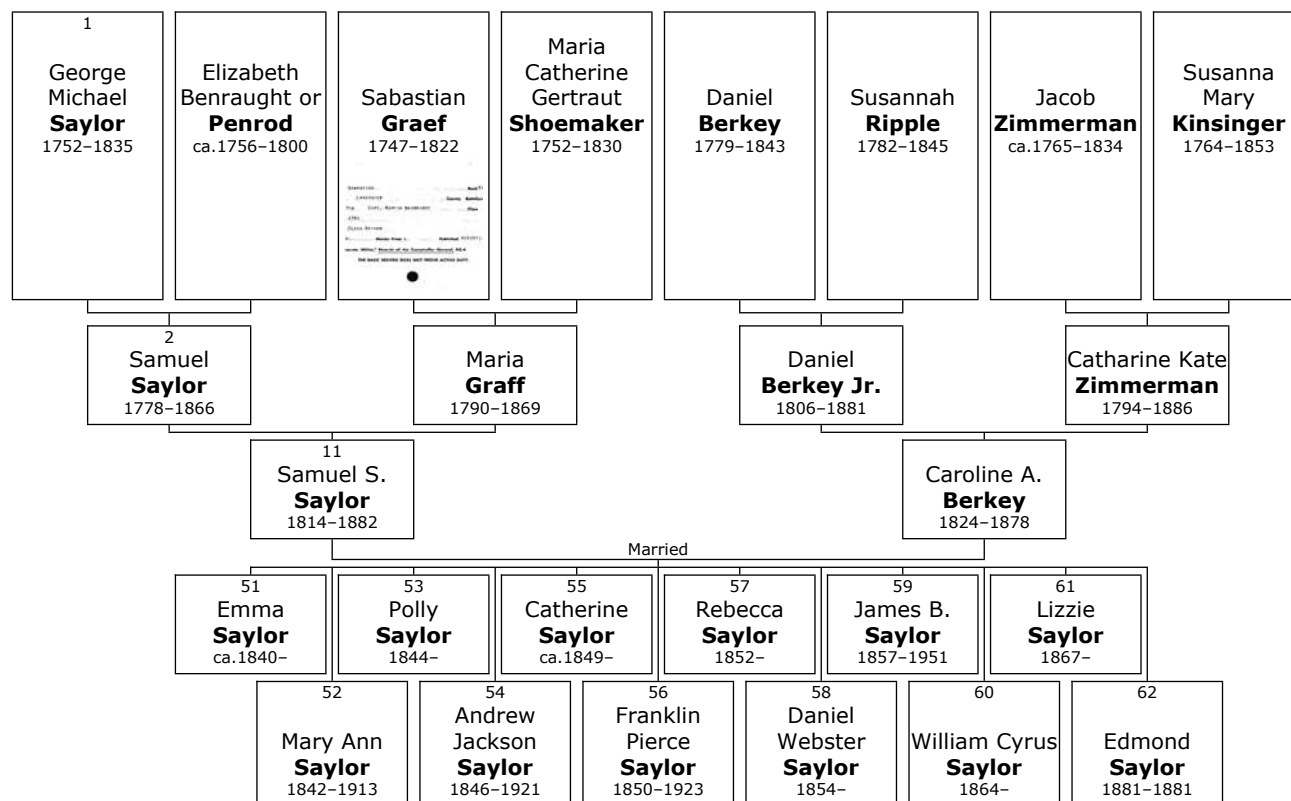 1
George
Michael
Saylor
1752–1835
Elizabeth
Benraught or
Penrod
ca.1756–1800
Sabastian
Graef
1747–1822
Maria
Catherine
Gertraut
Shoemaker
1752–1830
Daniel
Berkey
1779–1843
Susannah
Ripple
1782–1845
Jacob
Zimmerman
ca.1765–1834
Susanna
Mary
Kinsinger
1764–1853
2
Samuel
Saylor
1778–1866
Maria
Graff
1790–1869
Daniel
Berkey Jr.
1806–1881
Catharine Kate
Zimmerman
1794–1886
11
Samuel S.
Saylor
1814–1882
Caroline A.
Berkey
1824–1878
Married
51
Emma
Saylor
ca.1840–
53
Polly
Saylor
1844–
55
Catherine
Saylor
ca.1849–
57
Rebecca
Saylor
1852–
59
James B.
Saylor
1857–1951
61
Lizzie
Saylor
1867–
52
Mary Ann
Saylor
1842–1913
54
Andrew
Jackson
Saylor
1846–1921
56
Franklin
Pierce
Saylor
1850–1923
58
Daniel
Webster
Saylor
1854–
60
William Cyrus
Saylor
1864–
62
Edmond
Saylor
1881–1881